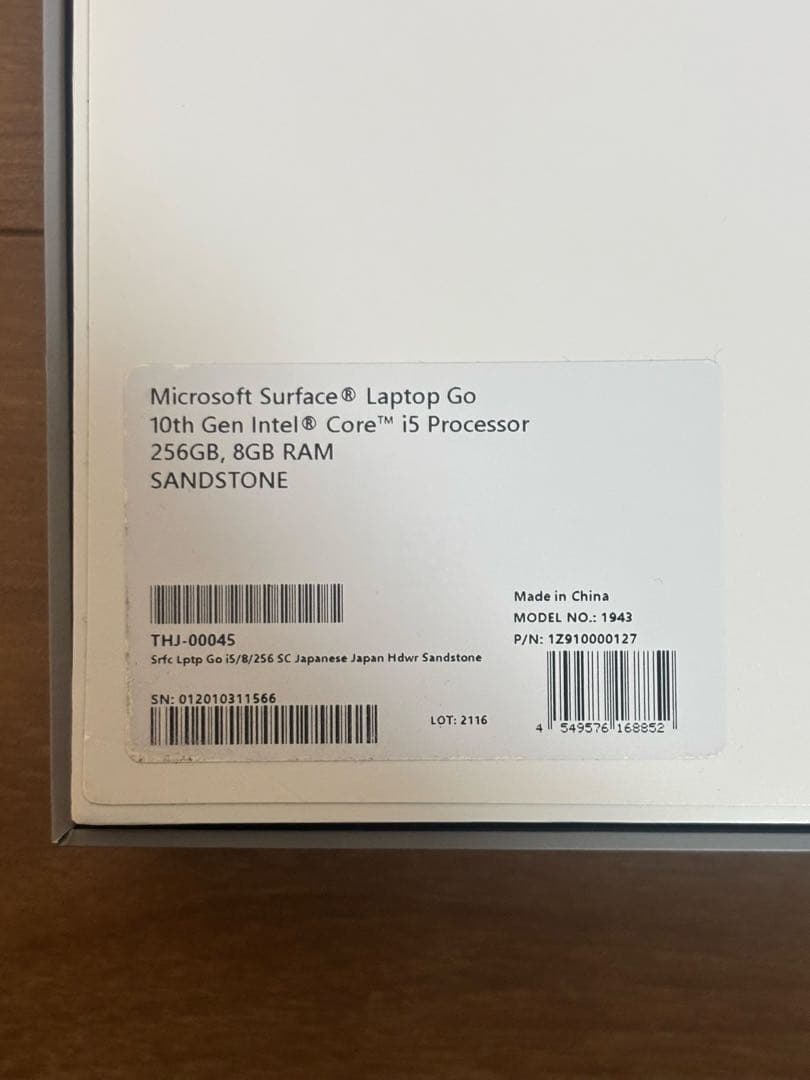 Microsoft Surface® Laptop Go
10th Gen Intel® Core™ i5 Processor
256GB, 8GB RAM
SANDSTONE
THJ-00045
Srfc Lptp Go i5/8/256 SC Japanese Japan Hdwr Sandstone
SN: 012010311566
LOT: 2116
Made in China
MODEL NO.: 1943
P/N: 1Z910000127
4 549576 168852